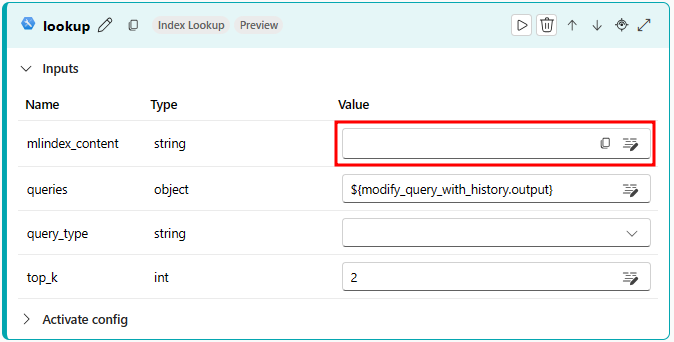 lookup Index Lookup Preview
Inputs
Name Type Value
mlindex_content string
queries object ${modify_query_with_history.output}
query_type string
top_k int 2
Activate config